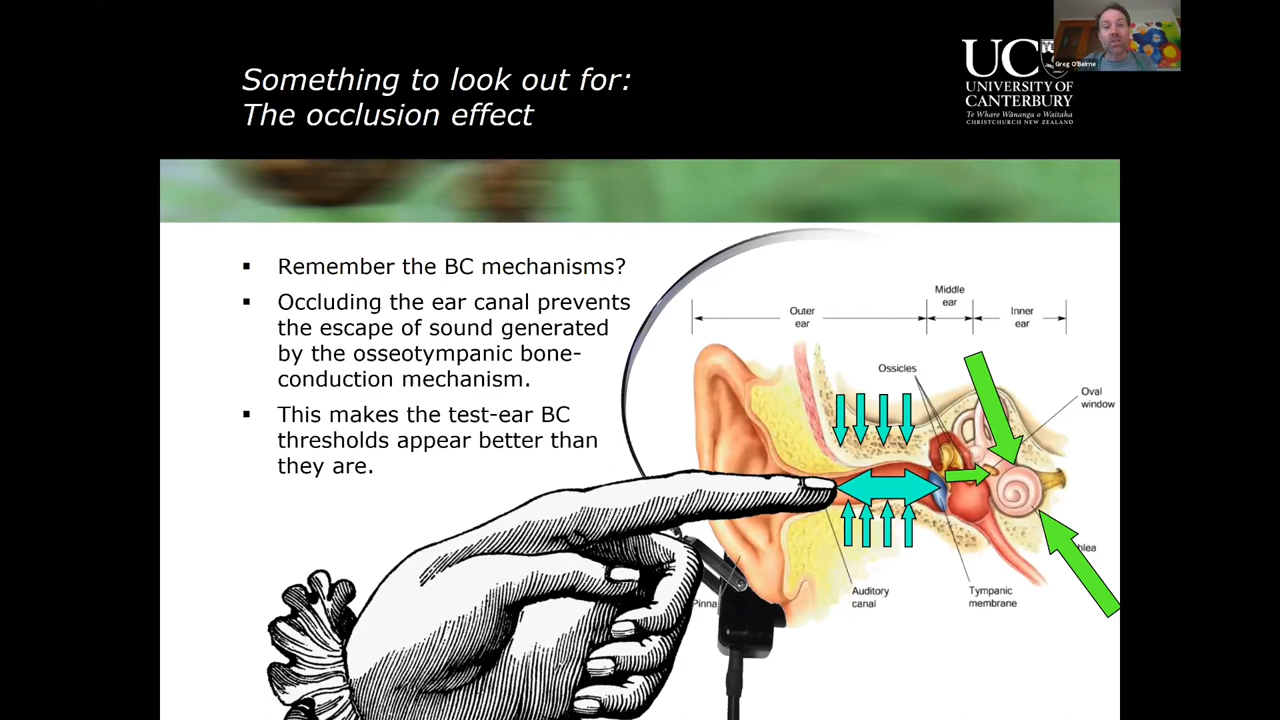 Something to look out for:
The occlusion effect
UC
UNIVERSITY OF
CANTERBURY
Te Whare Wānanga o Waitaha
CHRISTCHURCH NEW ZEALAND
Greg O'Beirne
▪ Remember the BC mechanisms?
▪ Occluding the ear canal prevents
the escape of sound generated
by the osseotympanic bone-
conduction mechanism.
▪ This makes the test-ear BC
thresholds appear better than
they are.
Outer
ear
Middle
ear
Inner
ear
Ossicles
Oval
window
Pinna
Auditory
canal
Tympanic
membrane